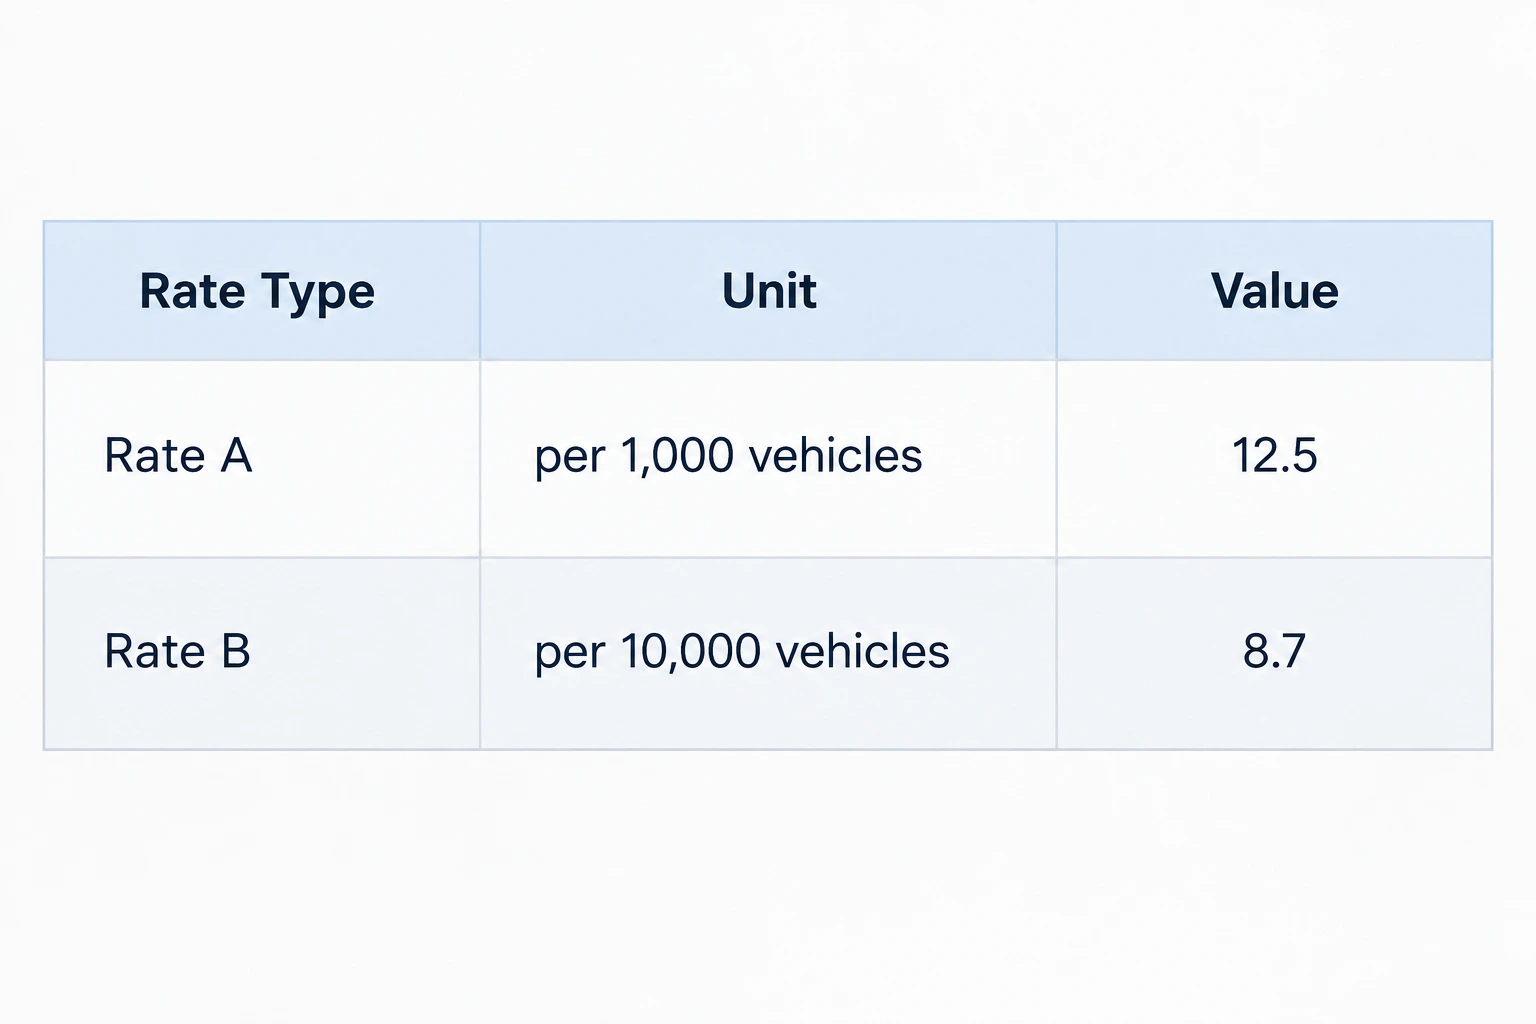 Rate Type Unit Value
Rate A per 1,000 vehicles 12.5
Rate B per 10,000 vehicles 8.7